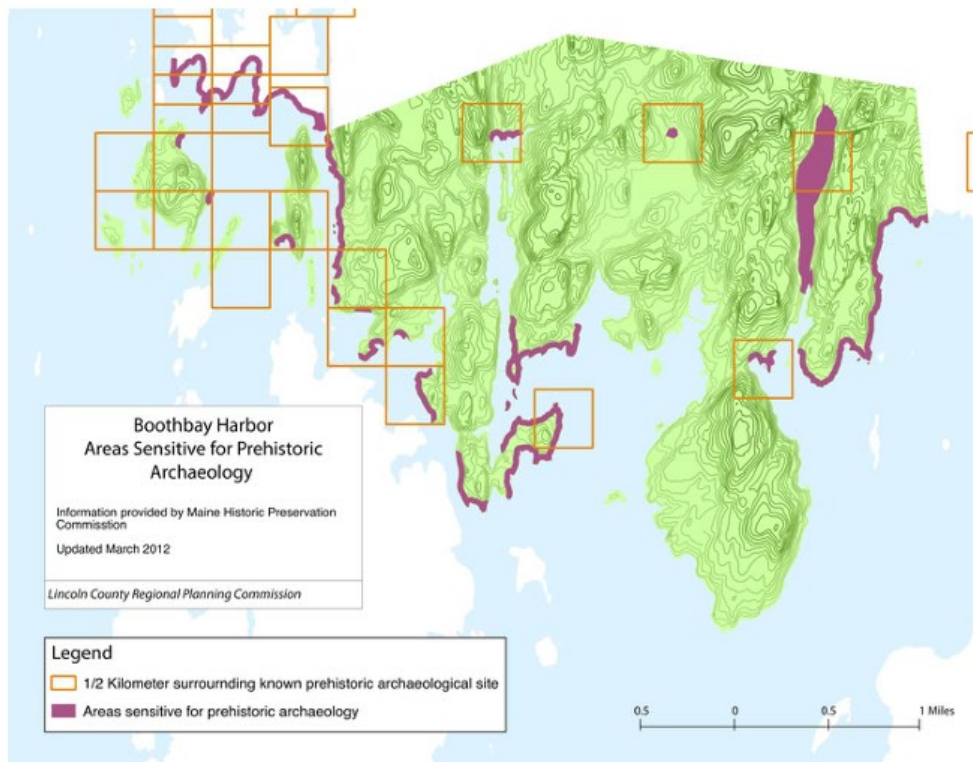 Boothbay Harbor
Areas Sensitive for Prehistoric
Archaeology
Information provided by Maine Historic Preservation
Commisstion
Updated March 2012
Lincoln County Regional Planning Commission
Legend
1/2 Kilometer surrournding known prehistoric archaeological site
Areas sensitive for prehistoric archaeology
0.5 0 0.5 1 Miles